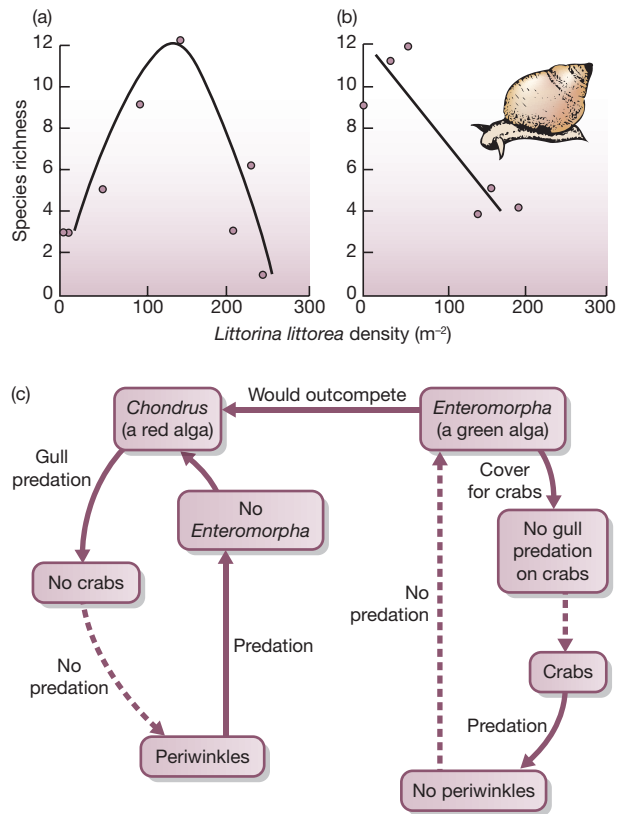 (a)
Species richness
12
10
8
6
4
2
0
0
100
200
300
(b)
12
10
8
6
4
2
0
0
100
200
300
Littorina littorea density (m⁻²)
(c)
Chondrus
(a red alga)
Would outcompete
Enteromorpha
(a green alga)
Gull
predation
No
Enteromorpha
No crabs
No
predation
Predation
Periwinkles
Cover
for crabs
No gull
predation
on crabs
No
predation
Crabs
Predation
No periwinkles